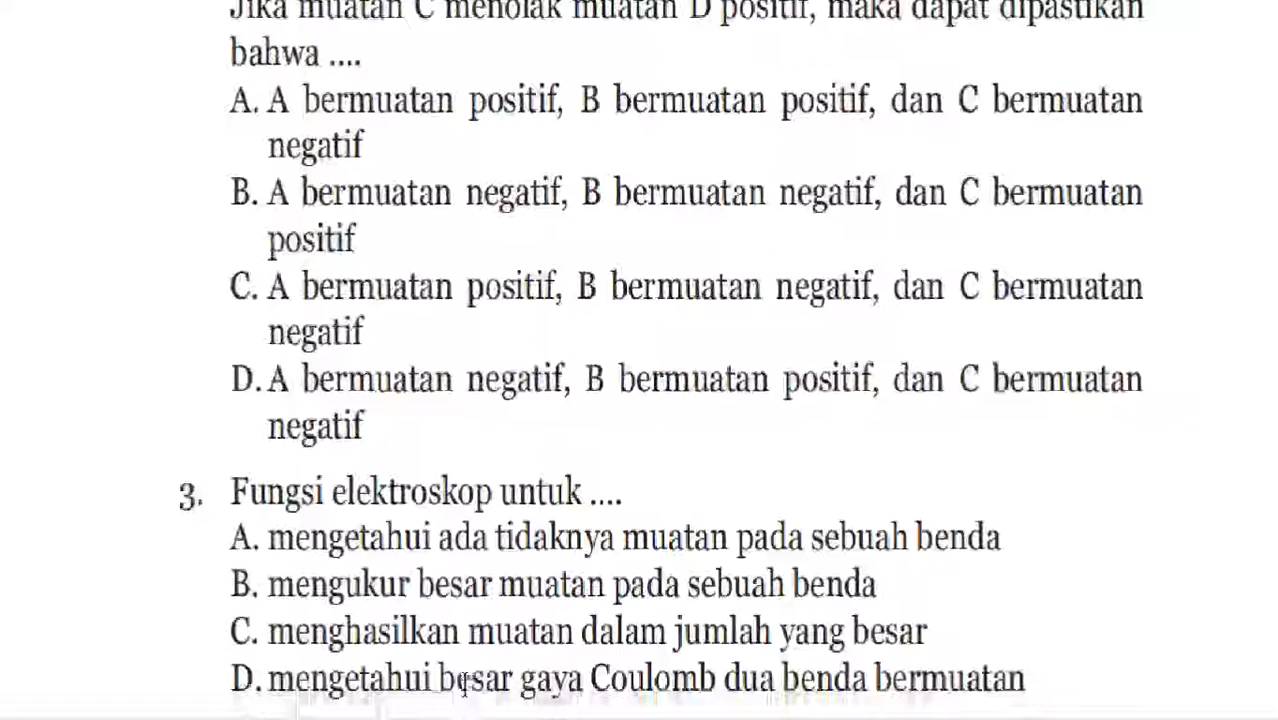 Jika muatan C menolak muatan D positif, maka dapat dipastikan
bahwa ....
A. A bermuatan positif, B bermuatan positif, dan C bermuatan
negatif
B. A bermuatan negatif, B bermuatan negatif, dan C bermuatan
positif
C. A bermuatan positif, B bermuatan negatif, dan C bermuatan
negatif
D. A bermuatan negatif, B bermuatan positif, dan C bermuatan
negatif
3. Fungsi elektroskop untuk ....
A. mengetahui ada tidaknya muatan pada sebuah benda
B. mengukur besar muatan pada sebuah benda
C. menghasilkan muatan dalam jumlah yang besar
D. mengetahui besar gaya Coulomb dua benda bermuatan